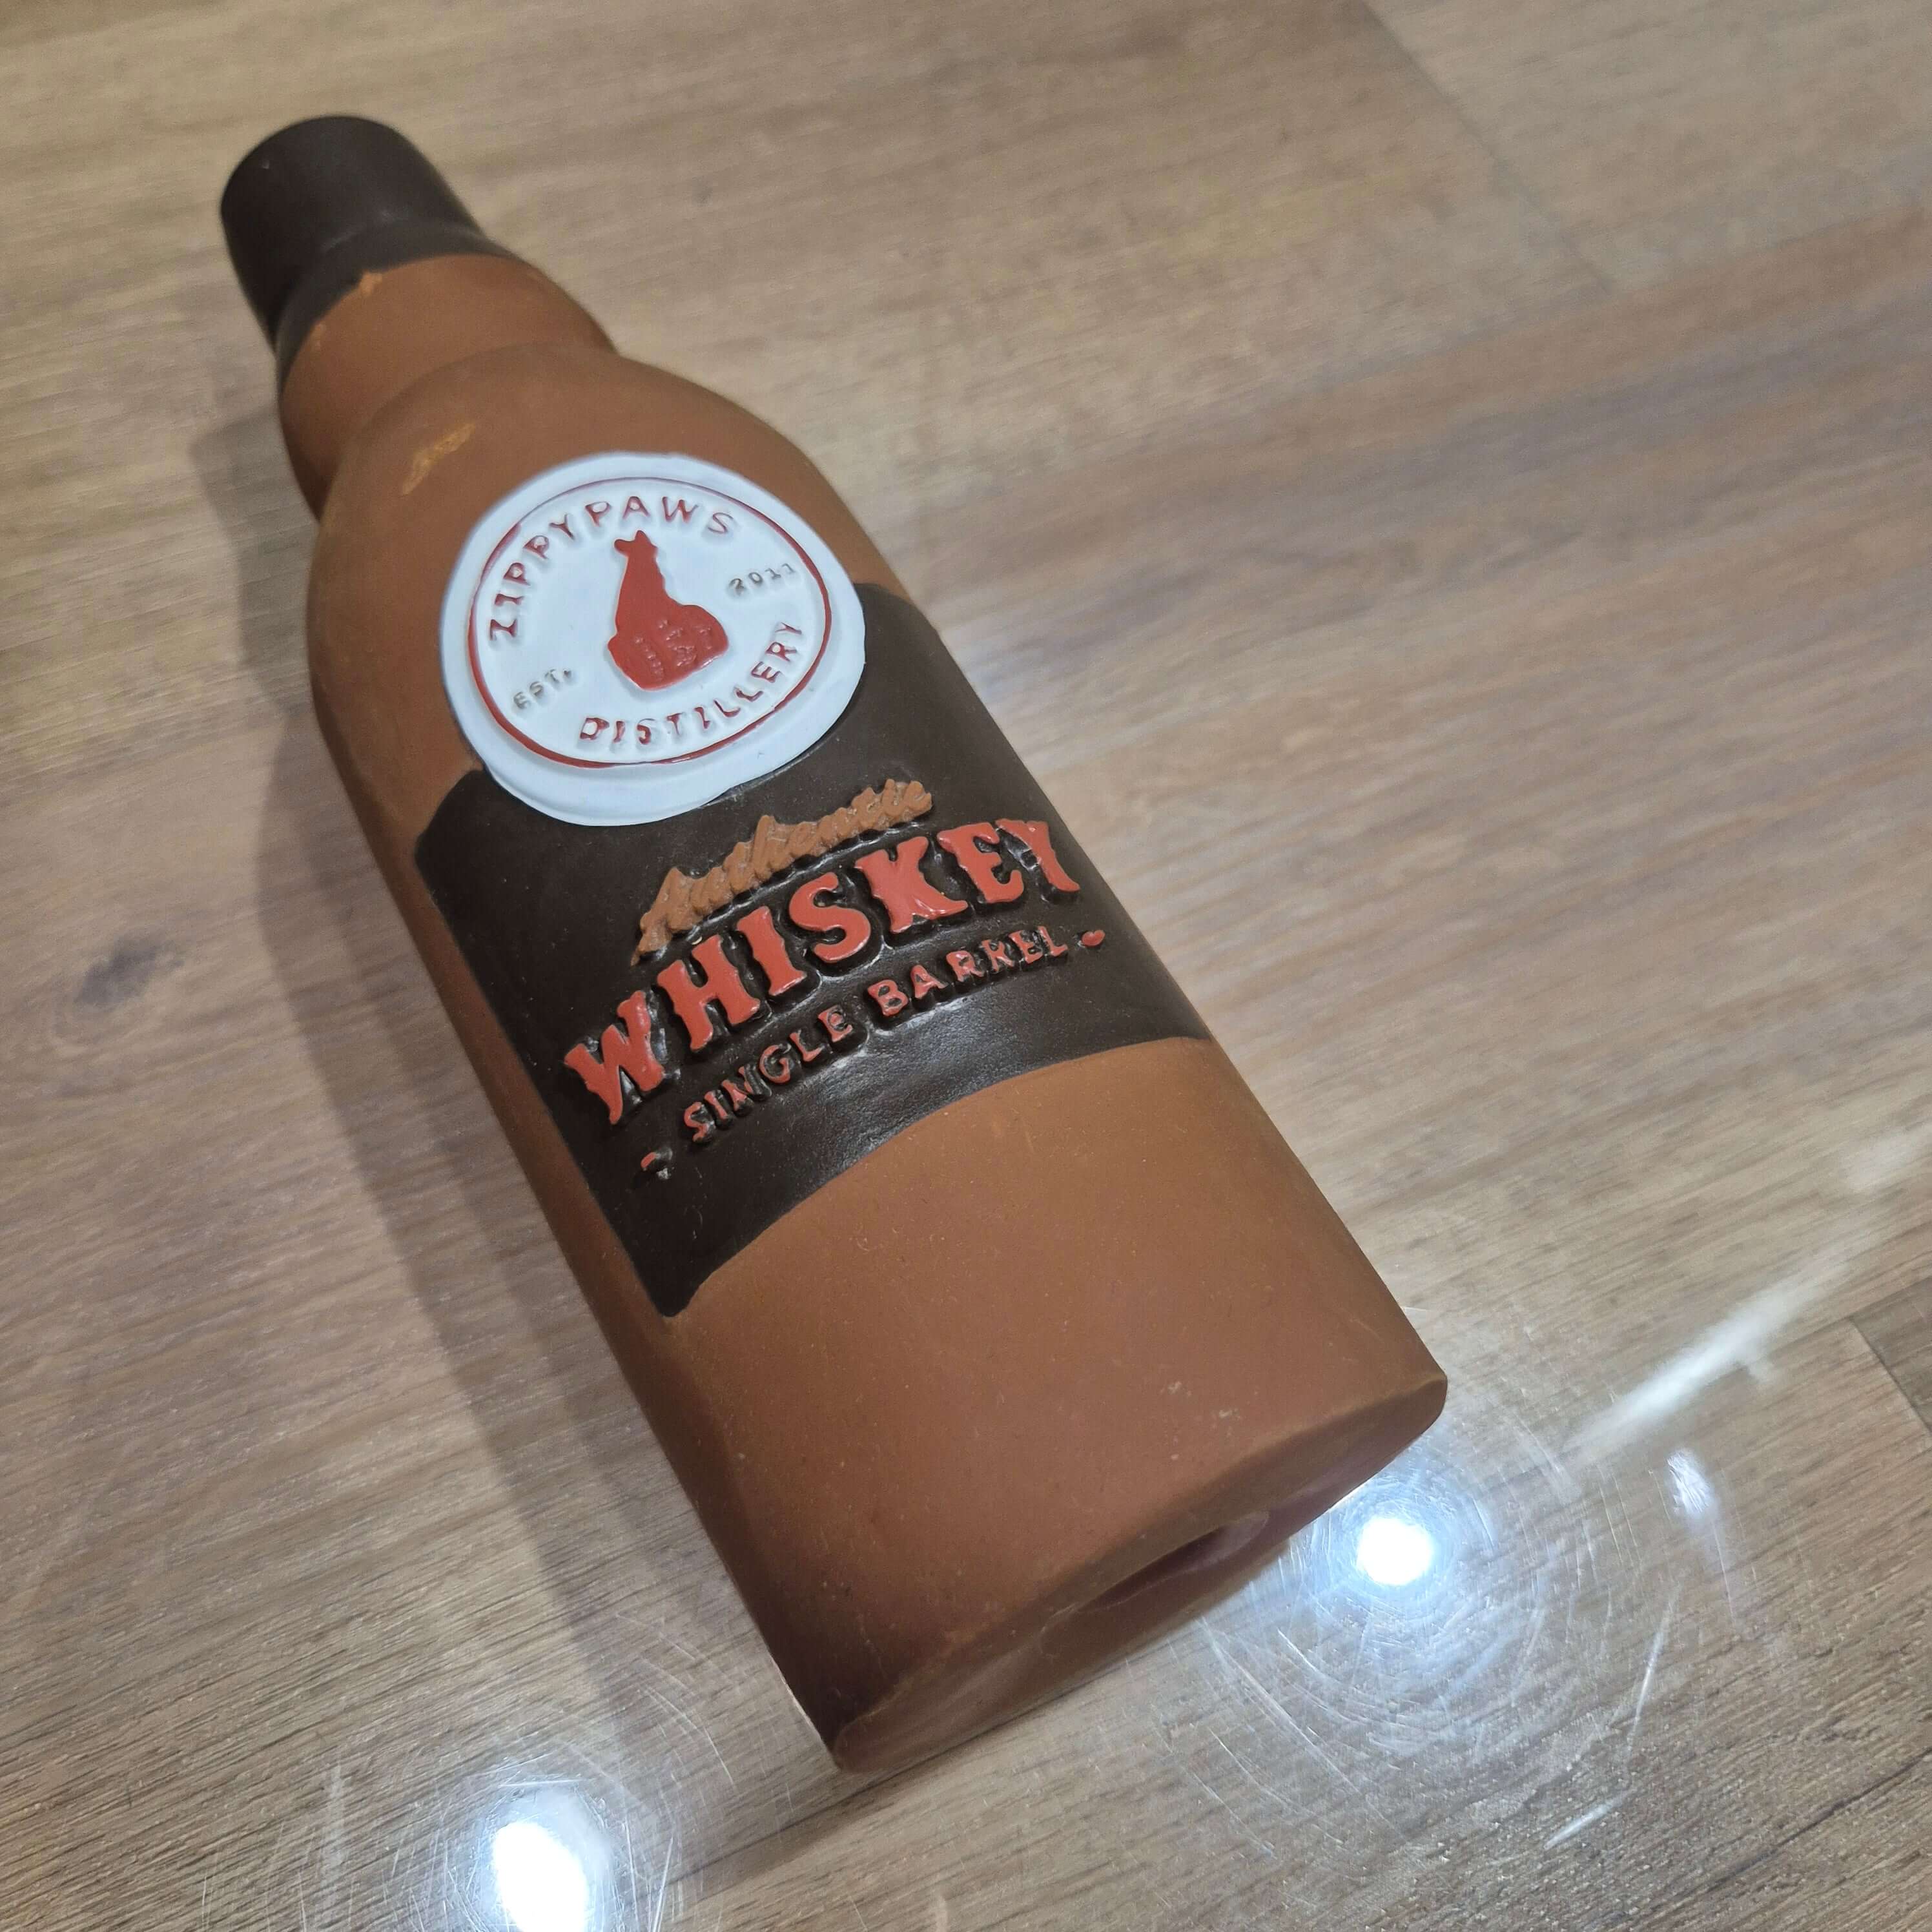 ZIPPYPAWS
EST. 2011
DISTILLERY
Authentic
WHISKEY
- SINGLE BARREL -